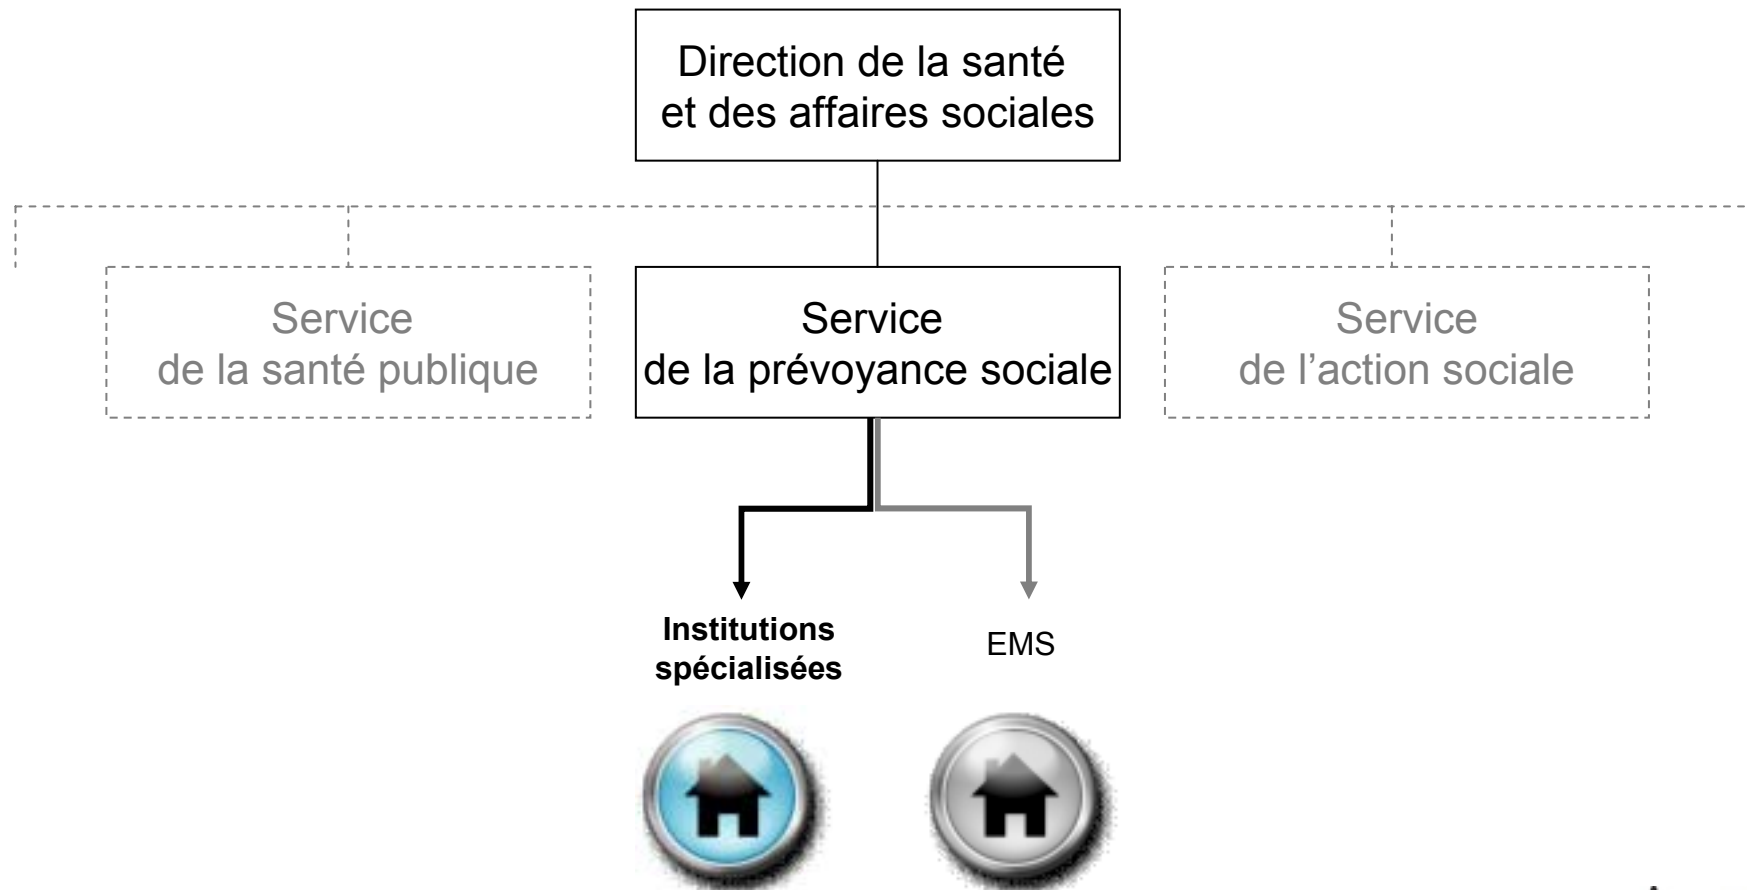 Direction de la santé
et des affaires sociales
Service
de la santé publique
Service
de la prévoyance sociale
Service
de l’action sociale
Institutions
spécialisées
EMS